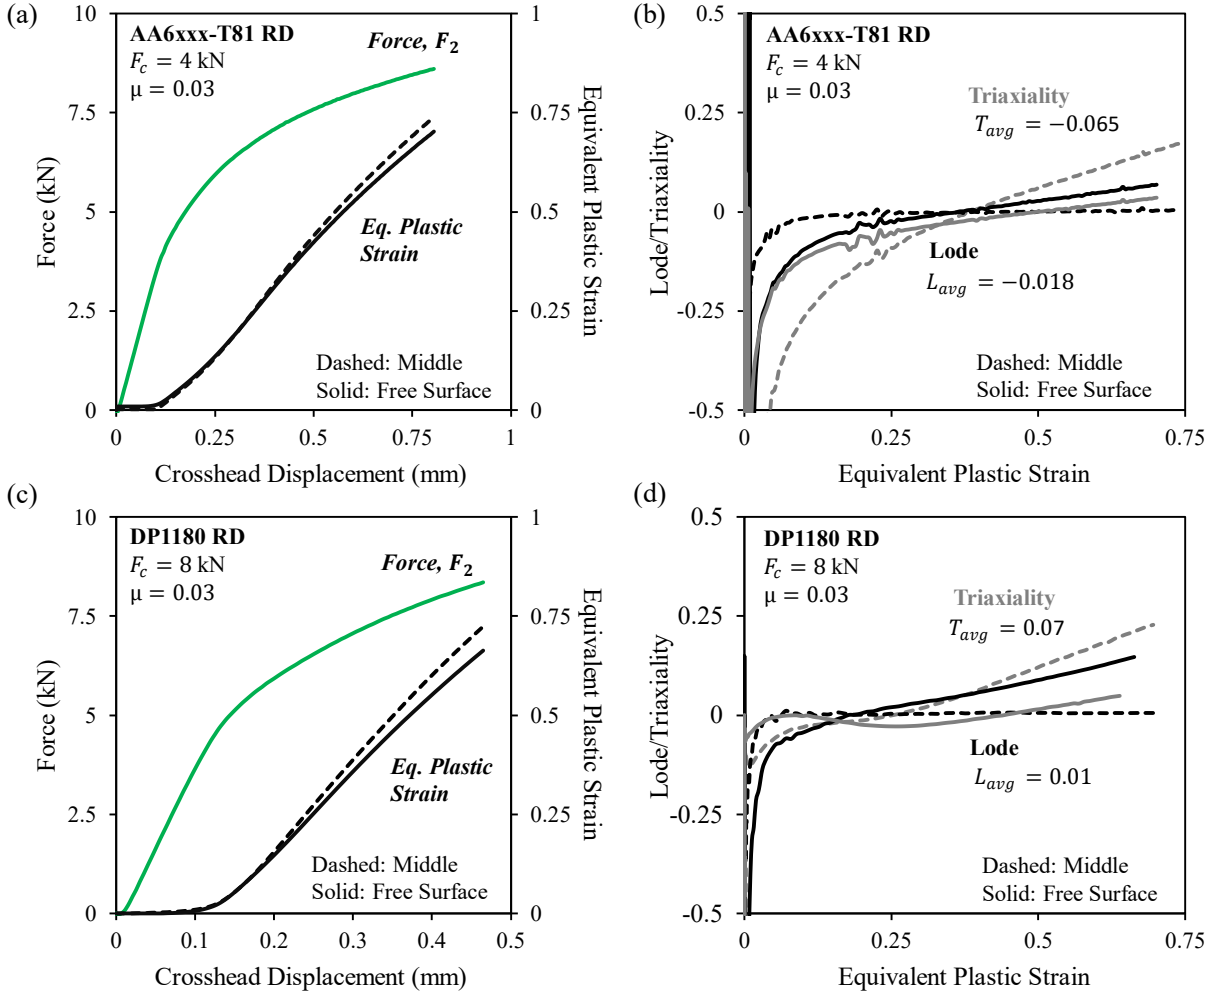 (a)
10
7.5
5
2.5
0
Force (kN)
0
0.25
0.5
0.75
1
Crosshead Displacement (mm)
1
0.75
0.5
0.25
0
Equivalent Plastic Strain
AA6xxx-T81 RD
F_c = 4 kN
μ = 0.03
Force, F₂
Eq. Plastic
Strain
Dashed: Middle
Solid: Free Surface
(b)
0.5
0.25
0
-0.25
-0.5
Lode/Triaxiality
0
0.25
0.5
0.75
Equivalent Plastic Strain
AA6xxx-T81 RD
F_c = 4 kN
μ = 0.03
Triaxiality
T_avg = −0.065
Lode
L_avg = −0.018
Dashed: Middle
Solid: Free Surface
(c)
10
7.5
5
2.5
0
Force (kN)
0
0.1
0.2
0.3
0.4
0.5
Crosshead Displacement (mm)
1
0.75
0.5
0.25
0
Equivalent Plastic Strain
DP1180 RD
F_c = 8 kN
μ = 0.03
Force, F₂
Eq. Plastic
Strain
Dashed: Middle
Solid: Free Surface
(d)
0.5
0.25
0
-0.25
-0.5
Lode/Triaxiality
0
0.25
0.5
0.75
Equivalent Plastic Strain
DP1180 RD
F_c = 8 kN
μ = 0.03
Triaxiality
T_avg = 0.07
Lode
L_avg = 0.01
Dashed: Middle
Solid: Free Surface